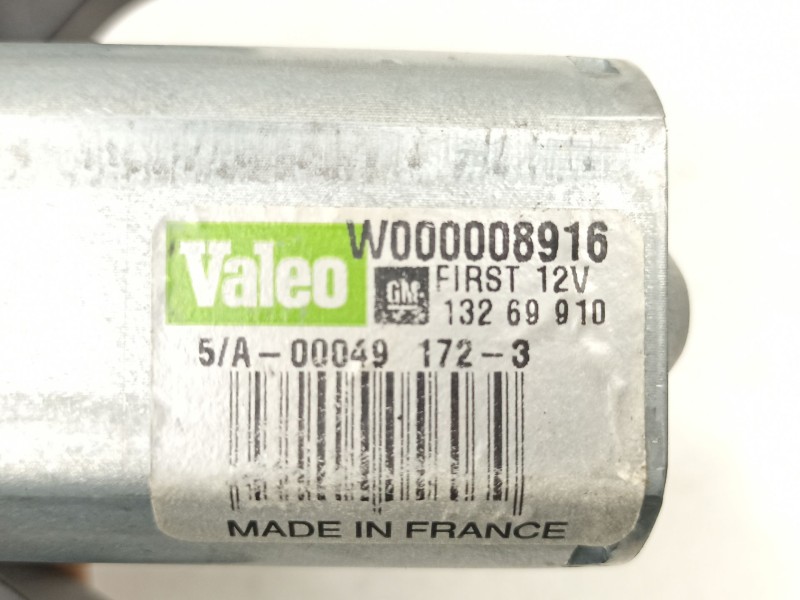 Valeo W000008916
GM FIRST 12V
132 69 910
5/A-00049 172-3
MADE IN FRANCE